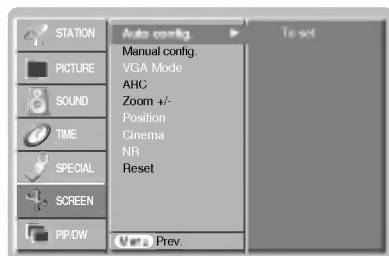 STATION
PICTURE
SOUND
TIME
SPECIAL
SCREEN
PIP/DW
Auto config.
Manual config.
VGA Mode
ARC
Zoom +/-
Position
Cinema
NR
Reset
Prev.
To set